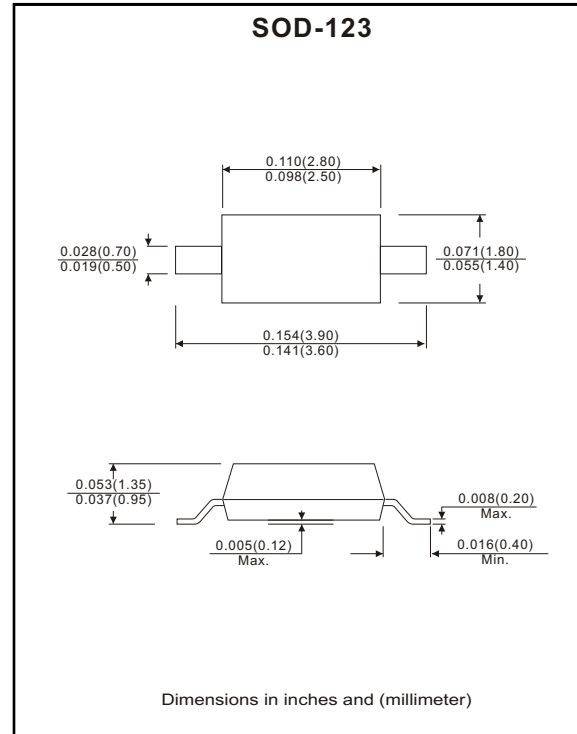 SOD-123
0.110(2.80)
0.098(2.50)
0.028(0.70)
0.019(0.50)
0.071(1.80)
0.055(1.40)
0.154(3.90)
0.141(3.60)
0.053(1.35)
0.037(0.95)
0.008(0.20)
Max.
0.005(0.12)
Max.
0.016(0.40)
Min.
Dimensions in inches and (millimeter)